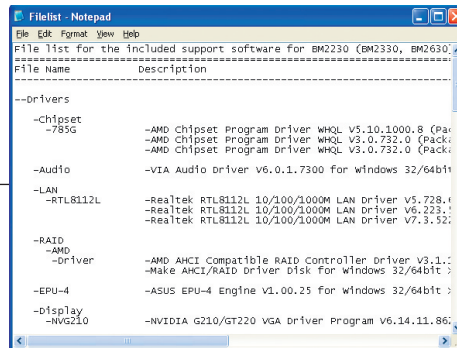 Filelist - Notepad
File Edit Format View Help
File list for the included support software for BM2230 (BM2330, BM2630)
================================================================
File Name Description
----------------------------------------------------------------
--Drivers
-Chipset
-785G -AMD Chipset Program Driver WHQL V5.10.1000.8 (Pac
-AMD Chipset Program Driver WHQL V3.0.732.0 (Packa
-AMD Chipset Program Driver WHQL V3.0.732.0 (Packa
-Audio -VIA Audio Driver V6.0.1.7300 for Windows 32/64bit
-LAN
-RTL8112L -Realtek RTL8112L 10/100/1000M LAN Driver V5.728.
-Realtek RTL8112L 10/100/1000M LAN Driver V6.223.
-Realtek RTL8112L 10/100/1000M LAN Driver V7.3.522
-RAID
-AMD
-Driver -AMD AHCI Compatible RAID Controller Driver V3.1.
-Make AHCI/RAID Driver Disk for Windows 32/64bit
-EPU-4 -ASUS EPU-4 Engine V1.00.25 for Windows 32/64bit
-Display
-NVG210 -NVIDIA G210/GT220 VGA Driver Program V6.14.11.862